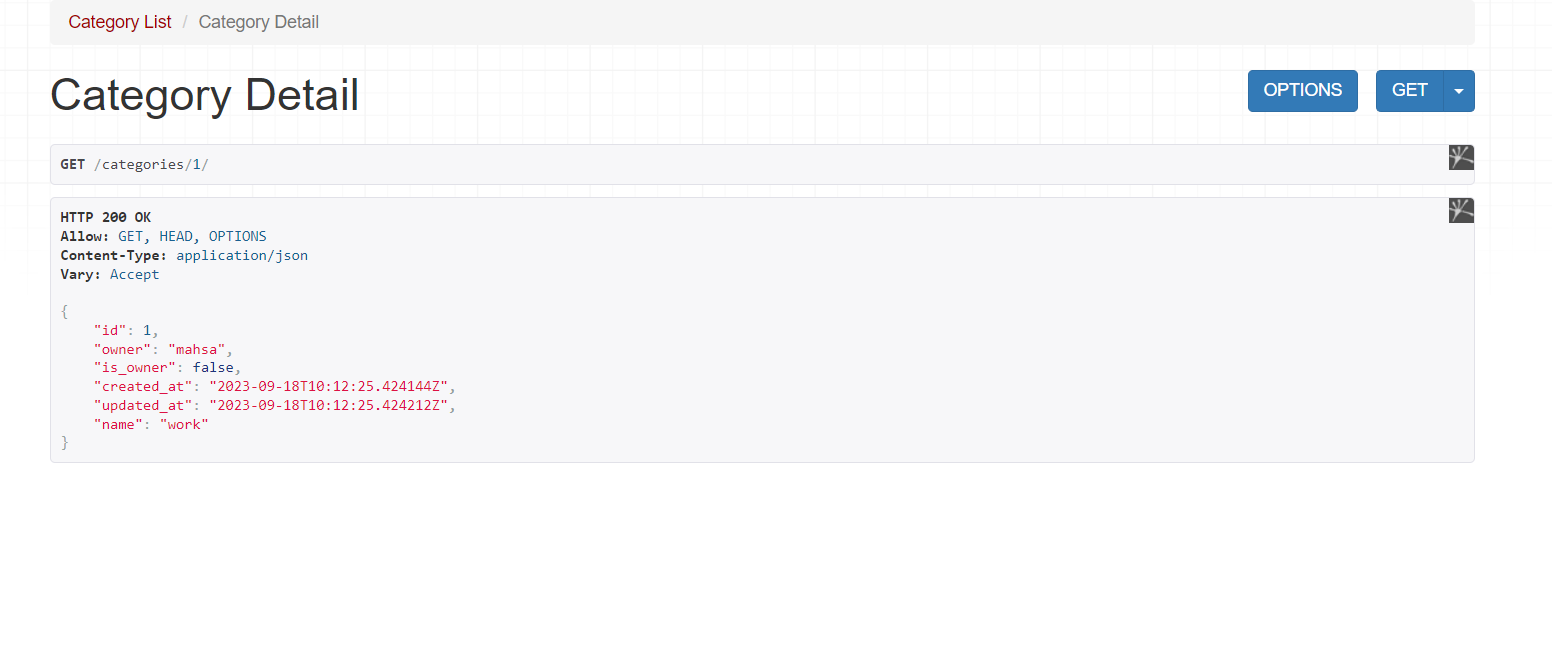 Category List / Category Detail
Category Detail
OPTIONS GET
GET /categories/1/
HTTP 200 OK
Allow: GET, HEAD, OPTIONS
Content-Type: application/json
Vary: Accept
{
    "id": 1,
    "owner": "mahsa",
    "is_owner": false,
    "created_at": "2023-09-18T10:12:25.424144Z",
    "updated_at": "2023-09-18T10:12:25.424212Z",
    "name": "work"
}